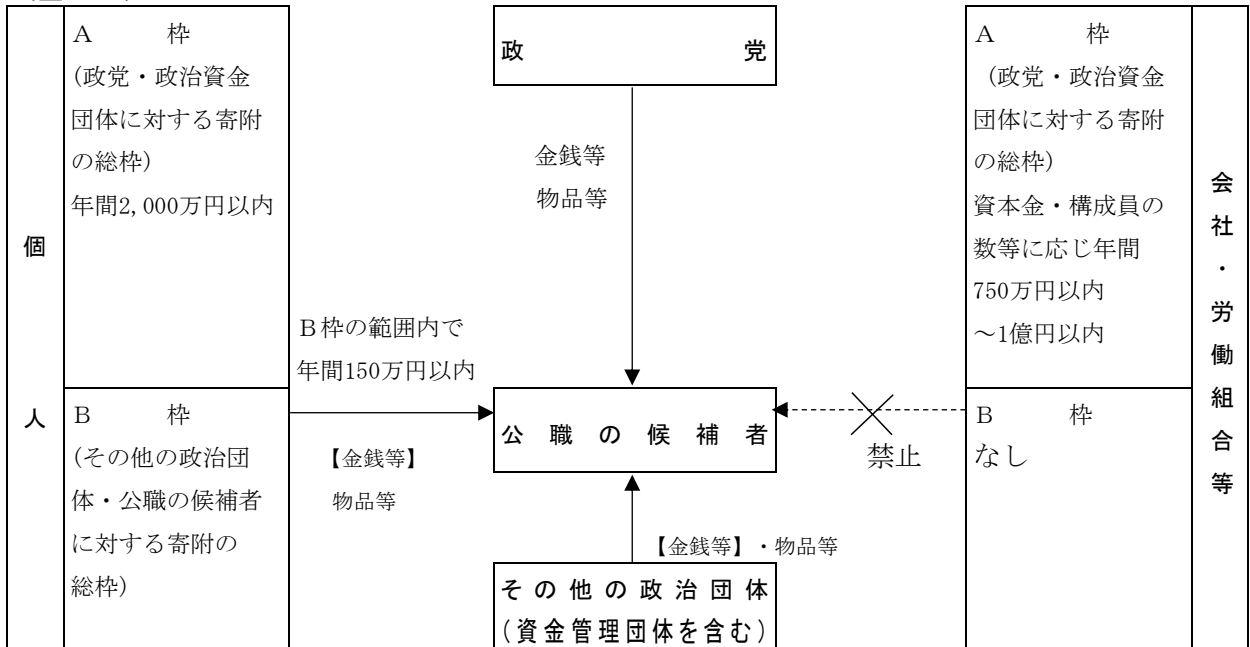 個人
A 枠
(政党・政治資金
団体に対する寄附
の総枠)
年間2,000万円以内
B 枠
(その他の政治団
体・公職の候補者
に対する寄附の
総枠)
B枠の範囲内で
年間150万円以内
【金銭等】
物品等
政党
金銭等
物品等
公職の候補者
【金銭等】・物品等
その他の政治団体
(資金管理団体を含む)
禁止
A 枠
(政党・政治資金
団体に対する寄附
の総枠)
資本金・構成員の
数等に応じ年間
750万円以内
～1億円以内
B 枠
なし
会社・労働組合等